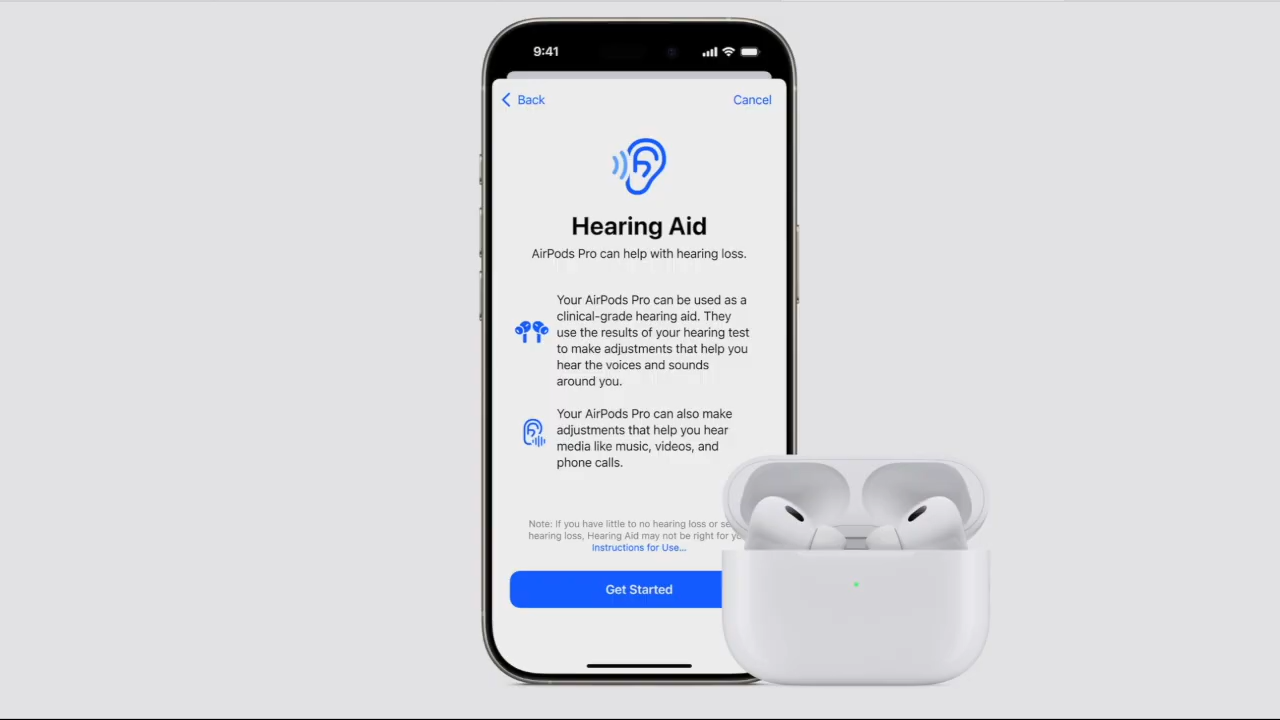 9:41
Back
Cancel
Hearing Aid
AirPods Pro can help with hearing loss.
Your AirPods Pro can be used as a
clinical-grade hearing aid. They
use the results of your hearing test
to make adjustments that help you
hear the voices and sounds
around you.
Your AirPods Pro can also make
adjustments that help you hear
media like music, videos, and
phone calls.
Note: If you have little to no hearing loss or
hearing loss, Hearing Aid may not be right for
Instructions for Use...
Get Started